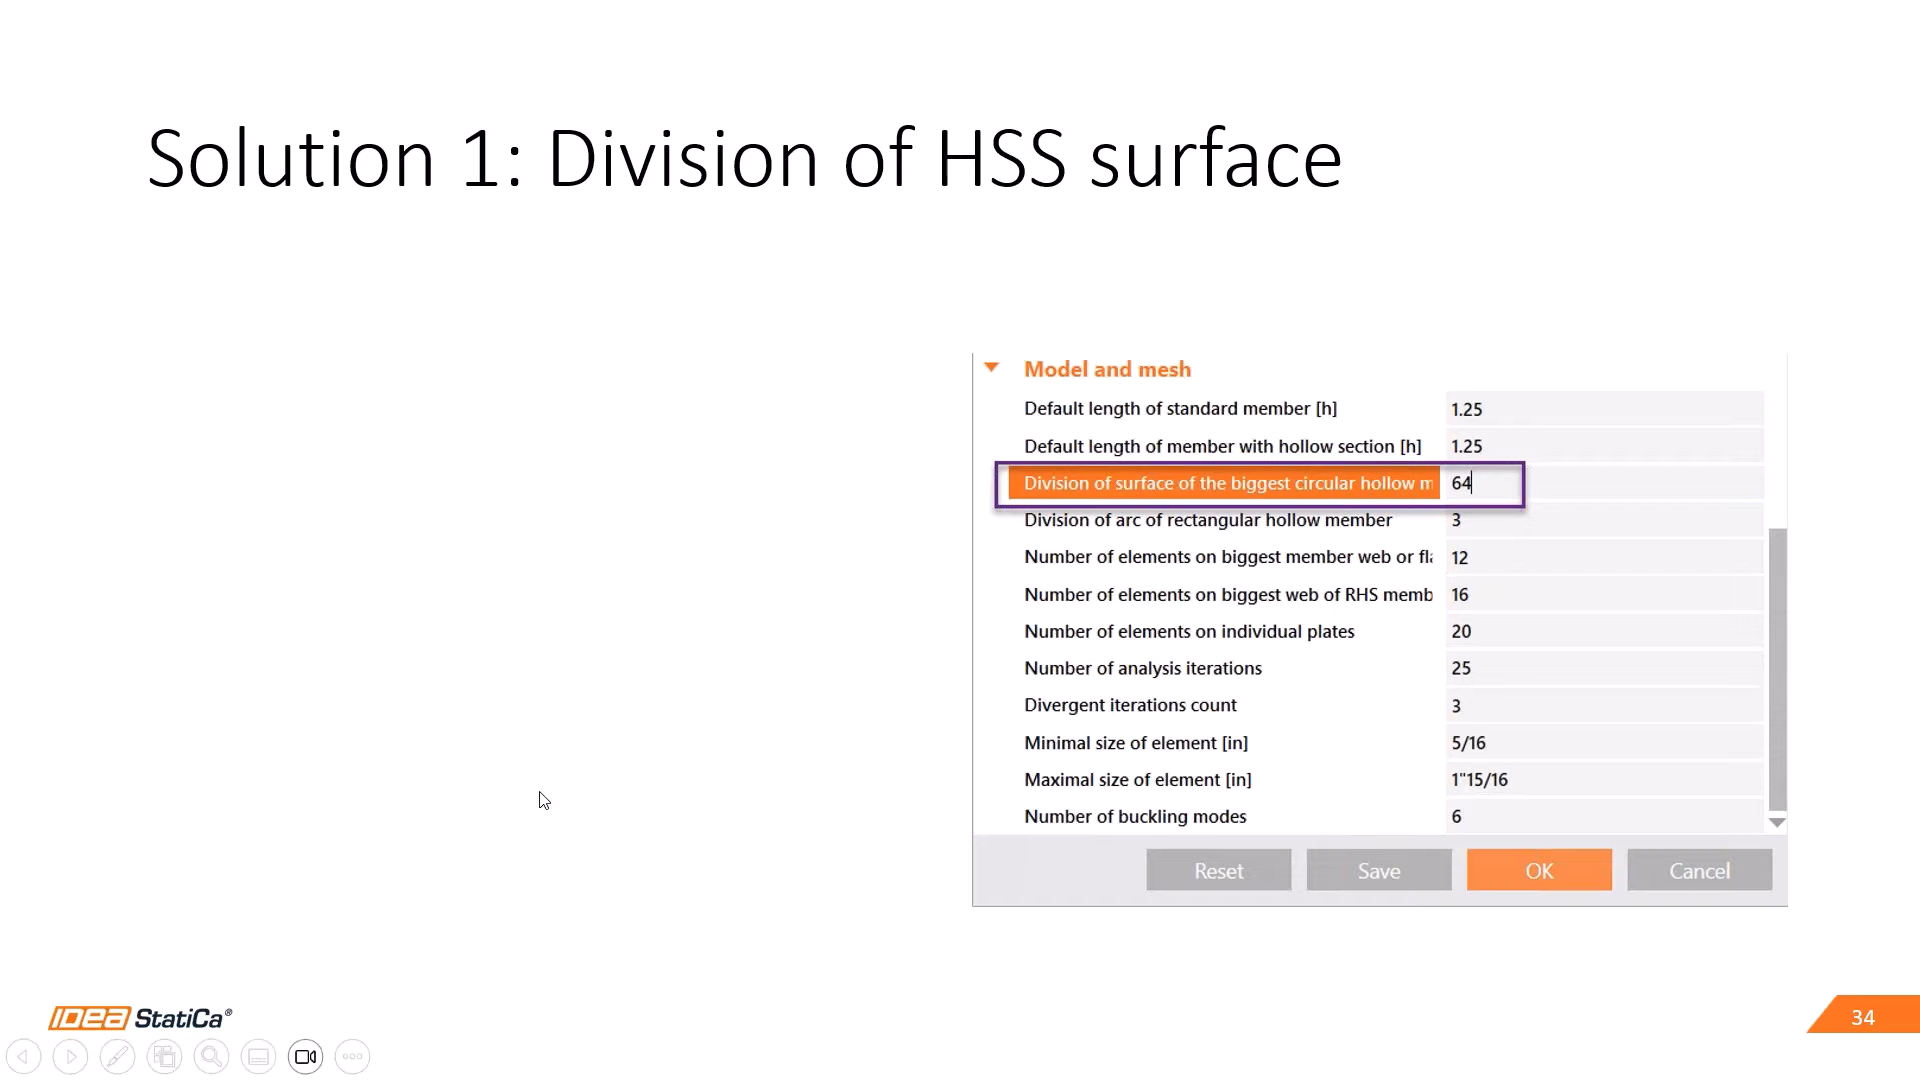 Solution 1: Division of HSS surface
Model and mesh
Default length of standard member [h] 1.25
Default length of member with hollow section [h] 1.25
Division of surface of the biggest circular hollow m 64
Division of arc of rectangular hollow member 3
Number of elements on biggest member web or fla 12
Number of elements on biggest web of RHS memb 16
Number of elements on individual plates 20
Number of analysis iterations 25
Divergent iterations count 3
Minimal size of element [in] 5/16
Maximal size of element [in] 1"15/16
Number of buckling modes 6
Reset Save OK Cancel
IDEA StatiCa®
34